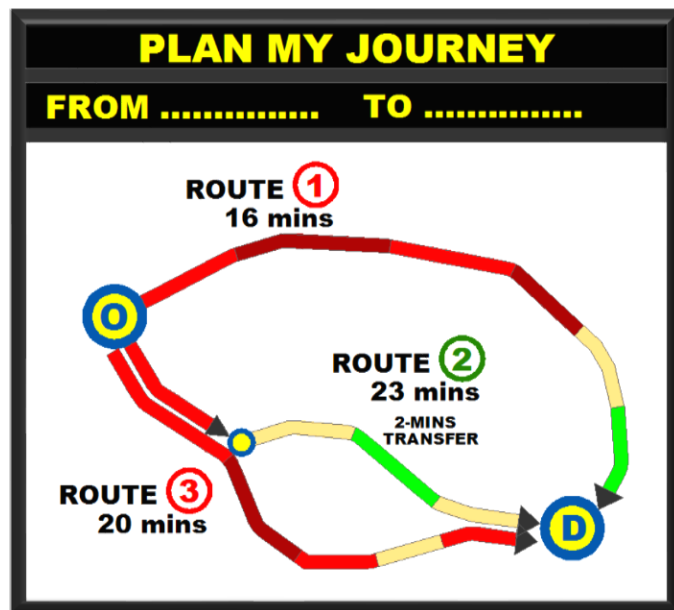 PLAN MY JOURNEY
FROM ............... TO ...............
ROUTE 1
16 mins
O
ROUTE 2
23 mins
2-MINS
TRANSFER
ROUTE 3
20 mins
D